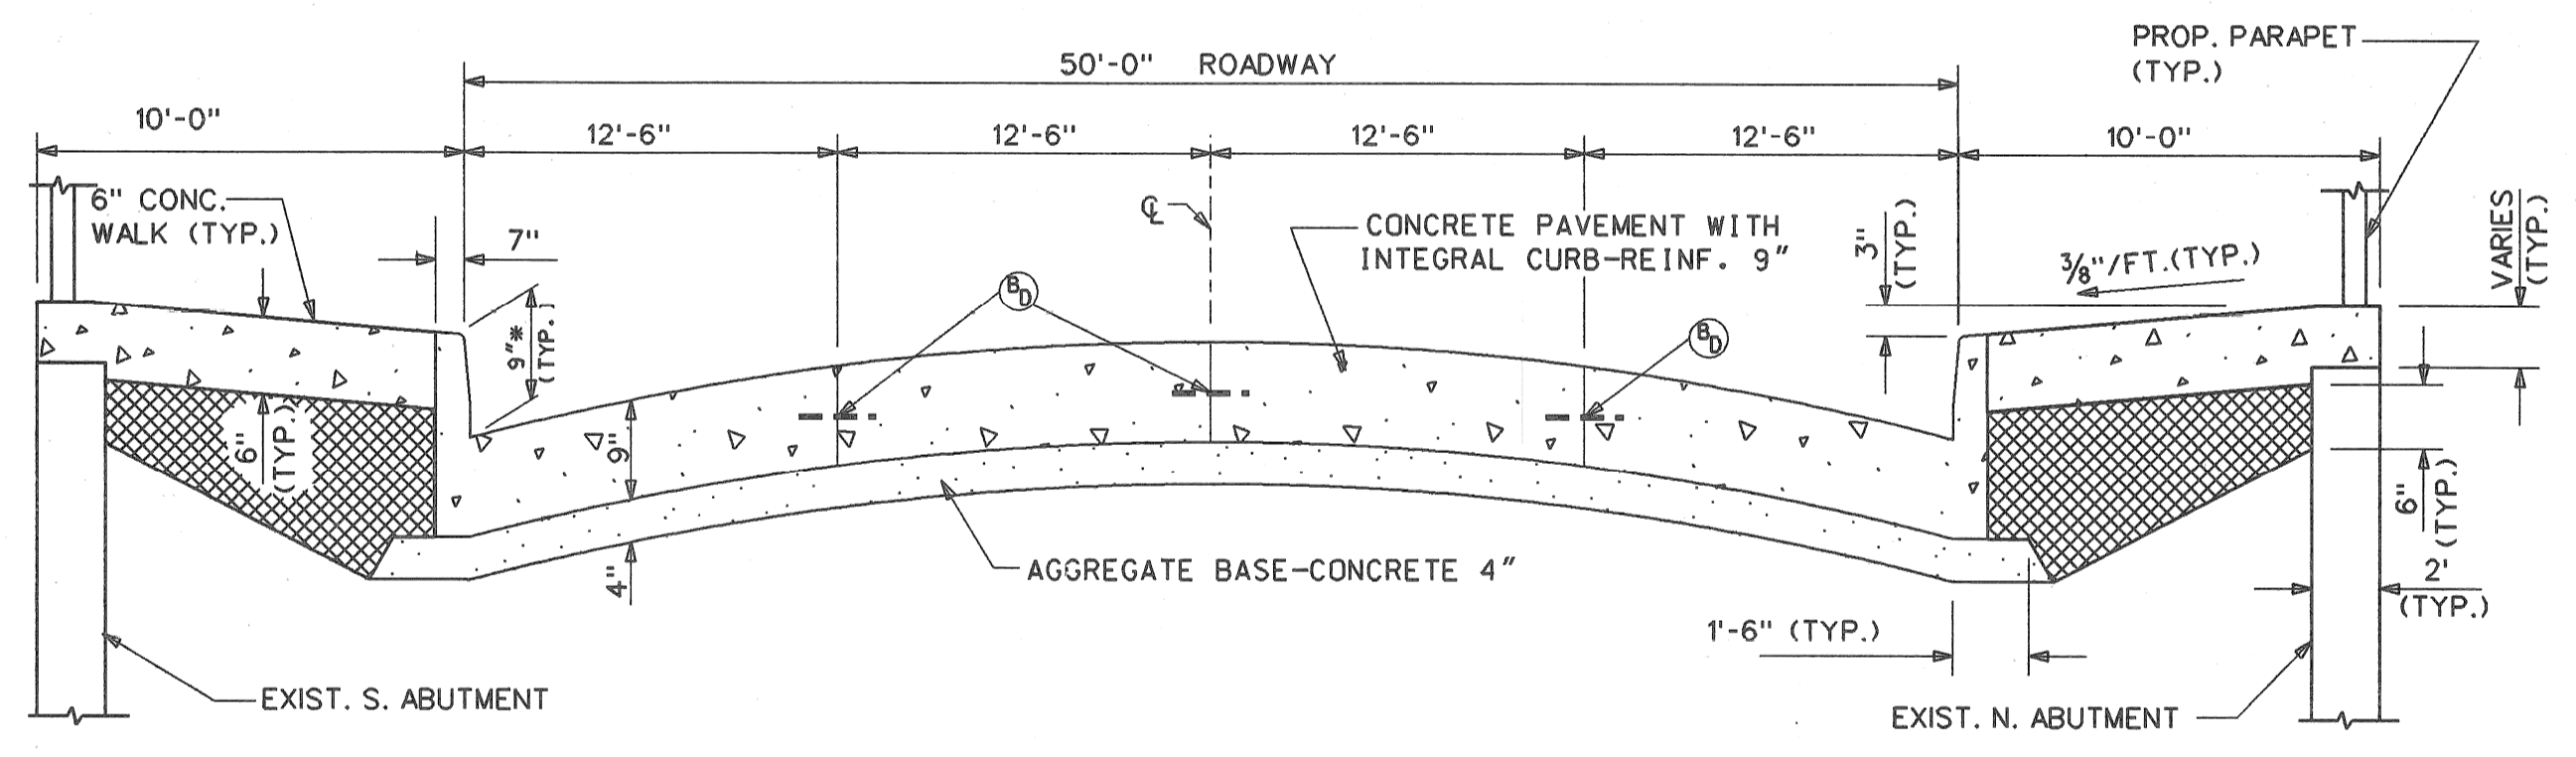 PROP. PARAPET
(TYP.)
50'-0" ROADWAY
10'-0"
12'-6"
12'-6"
12'-6"
12'-6"
10'-0"
6" CONC.
WALK (TYP.)
7"
℄
CONCRETE PAVEMENT WITH
INTEGRAL CURB-REINF. 9"
3"
(TYP.)
3/8"/FT.(TYP.)
VARIES
(TYP.)
BD
BD
9"*
(TYP.)
6"
(TYP.)
9"
4"
6"
(TYP.)
AGGREGATE BASE-CONCRETE 4"
2'
(TYP.)
1'-6" (TYP.)
EXIST. S. ABUTMENT
EXIST. N. ABUTMENT